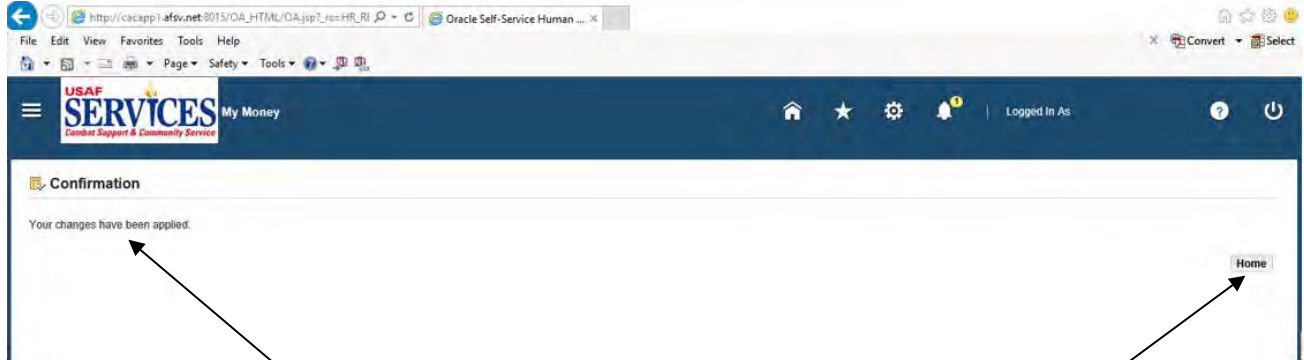 http://cacapp1.afsv.net:8015/OA_HTML/OA.jsp?_rc=HR_RI Oracle Self-Service Human ...
File Edit View Favorites Tools Help
Convert Select
Page Safety Tools
USAF
SERVICES
Combat Support & Community Service
My Money
1
Logged In As
?
Confirmation
Your changes have been applied.
Home